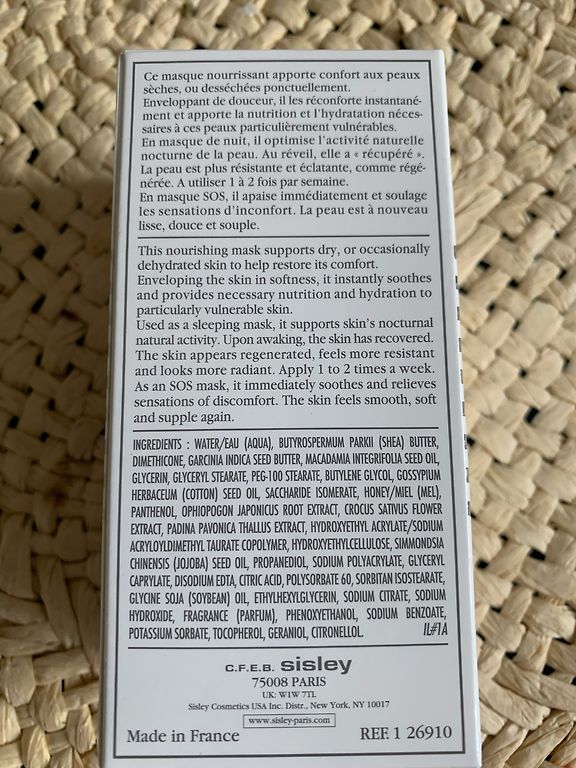 Ce masque nourrissant apporte confort aux peaux
sèches, ou desséchées ponctuellement.
Enveloppant de douceur, il les réconforte instantané-
ment et apporte la nutrition et l'hydratation néces-
saires à ces peaux particulièrement vulnérables.
En masque de nuit, il optimise l'activité naturelle
nocturne de la peau. Au réveil, elle a « récupéré ».
La peau est plus résistante et éclatante, comme régé-
nérée. A utiliser 1 à 2 fois par semaine.
En masque SOS, il apaise immédiatement et soulage
les sensations d'inconfort. La peau est à nouveau
lisse, douce et souple.
This nourishing mask supports dry, or occasionally
dehydrated skin to help restore its comfort.
Enveloping the skin in softness, it instantly soothes
and provides necessary nutrition and hydration to
particularly vulnerable skin.
Used as a sleeping mask, it supports skin's nocturnal
natural activity. Upon awaking, the skin has recovered.
The skin appears regenerated, feels more resistant
and looks more radiant. Apply 1 to 2 times a week.
As an SOS mask, it immediately soothes and relieves
sensations of discomfort. The skin feels smooth, soft
and supple again.
INGREDIENTS : WATER/EAU (AQUA), BUTYROSPERMUM PARKII (SHEA) BUTTER,
DIMETHICONE, GARCINIA INDICA SEED BUTTER, MACADAMIA INTEGRIFOLIA SEED OIL,
GLYCERIN, GLYCERYL STEARATE, PEG-100 STEARATE, BUTYLENE GLYCOL, GOSSYPIUM
HERBACEUM (COTTON) SEED OIL, SACCHARIDE ISOMERATE, HONEY/MIEL (MEL),
PANTHENOL, OPHIOPOGON JAPONICUS ROOT EXTRACT, CROCUS SATIVUS FLOWER
EXTRACT, PADINA PAVONICA THALLUS EXTRACT, HYDROXYETHYL ACRYLATE/SODIUM
ACRYLOYLDIMETHYL TAURATE COPOLYMER, HYDROXYETHYLCELLULOSE, SIMMONDSIA
CHINENSIS (JOJOBA) SEED OIL, PROPANEDIOL, SODIUM POLYACRYLATE, GLYCERYL
CAPRYLATE, DISODIUM EDTA, CITRIC ACID, POLYSORBATE 60, SORBITAN ISOSTEARATE,
GLYCINE SOJA (SOYBEAN) OIL, ETHYLHEXYLGLYCERIN, SODIUM CITRATE, SODIUM
HYDROXIDE, FRAGRANCE (PARFUM), PHENOXYETHANOL, SODIUM BENZOATE,
POTASSIUM SORBATE, TOCOPHEROL, GERANIOL, CITRONELLOL. IL#1A
C.F.E.B. sisley
75008 PARIS
UK: W1W 7TL
Sisley Cosmetics USA Inc. Distr., New York, NY 10017
www.sisley-paris.com
Made in France REF. 1 26910